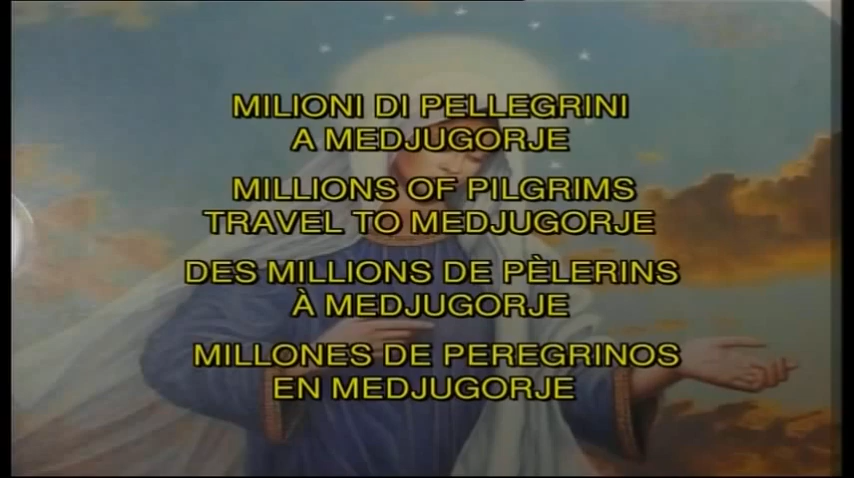 MILIONI DI PELLEGRINI
A MEDJUGORJE
MILLIONS OF PILGRIMS
TRAVEL TO MEDJUGORJE
DES MILLIONS DE PÈLERINS
À MEDJUGORJE
MILLONES DE PEREGRINOS
EN MEDJUGORJE